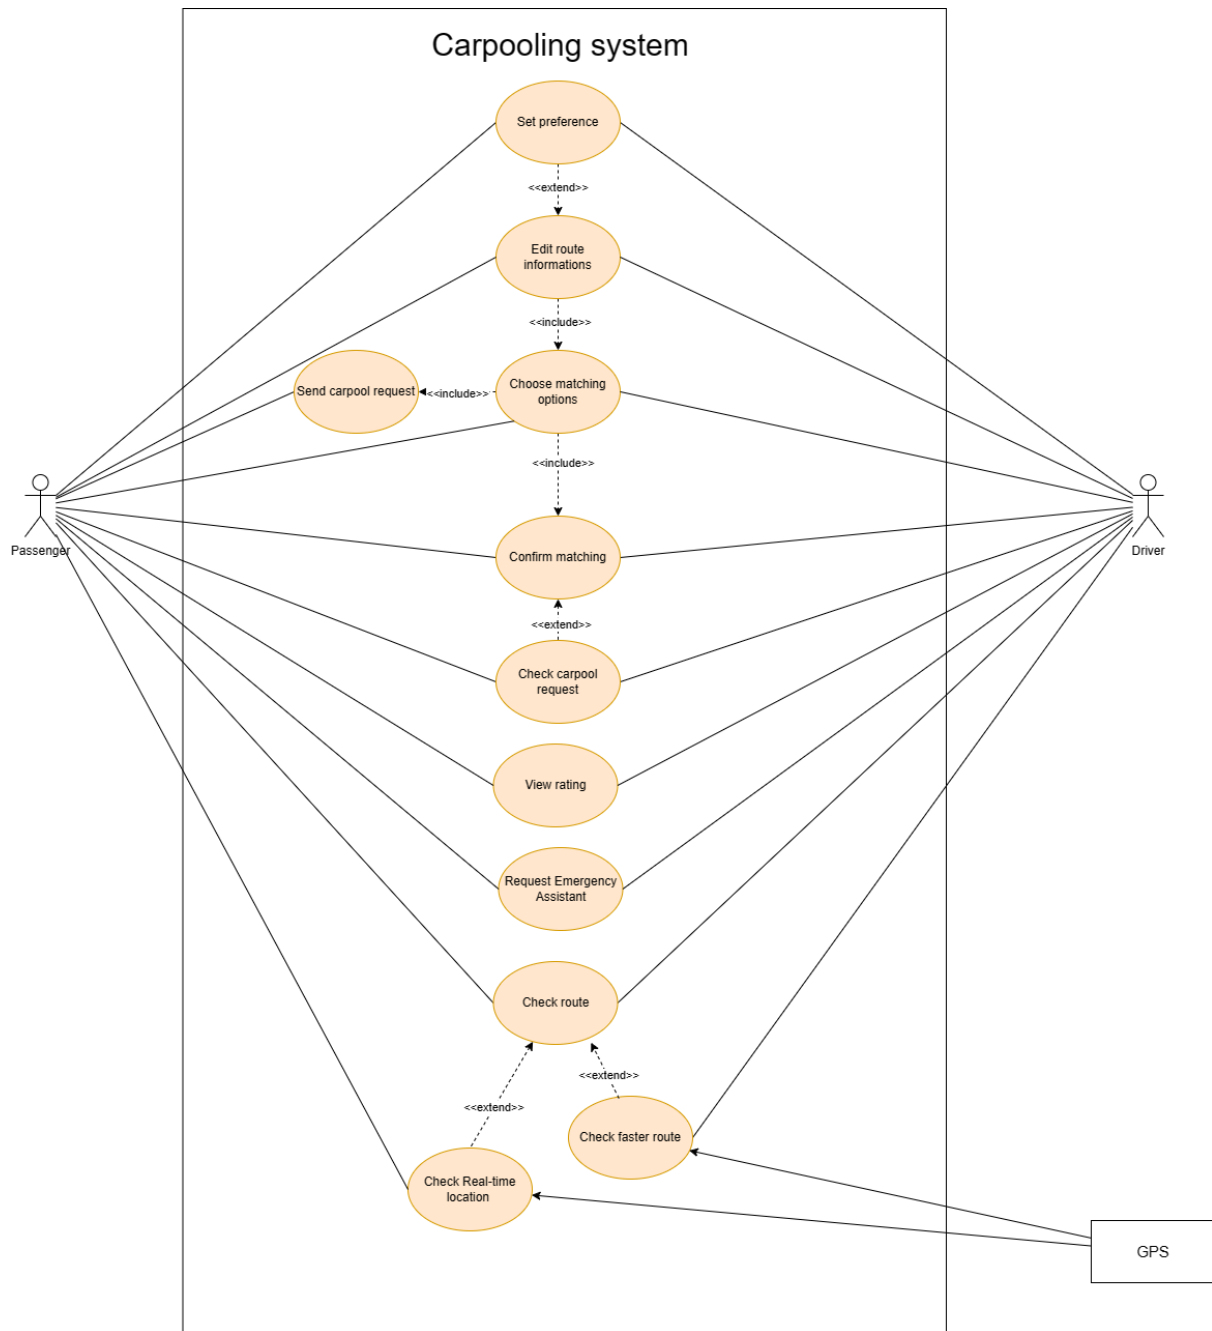 Carpooling system
Set preference
<<extend>>
Edit route
informations
<<include>>
Send carpool request
<<include>>
Choose matching
options
<<include>>
Passenger
Driver
Confirm matching
<<extend>>
Check carpool
request
View rating
Request Emergency
Assistant
Check route
<<extend>>
<<extend>>
Check faster route
Check Real-time
location
GPS